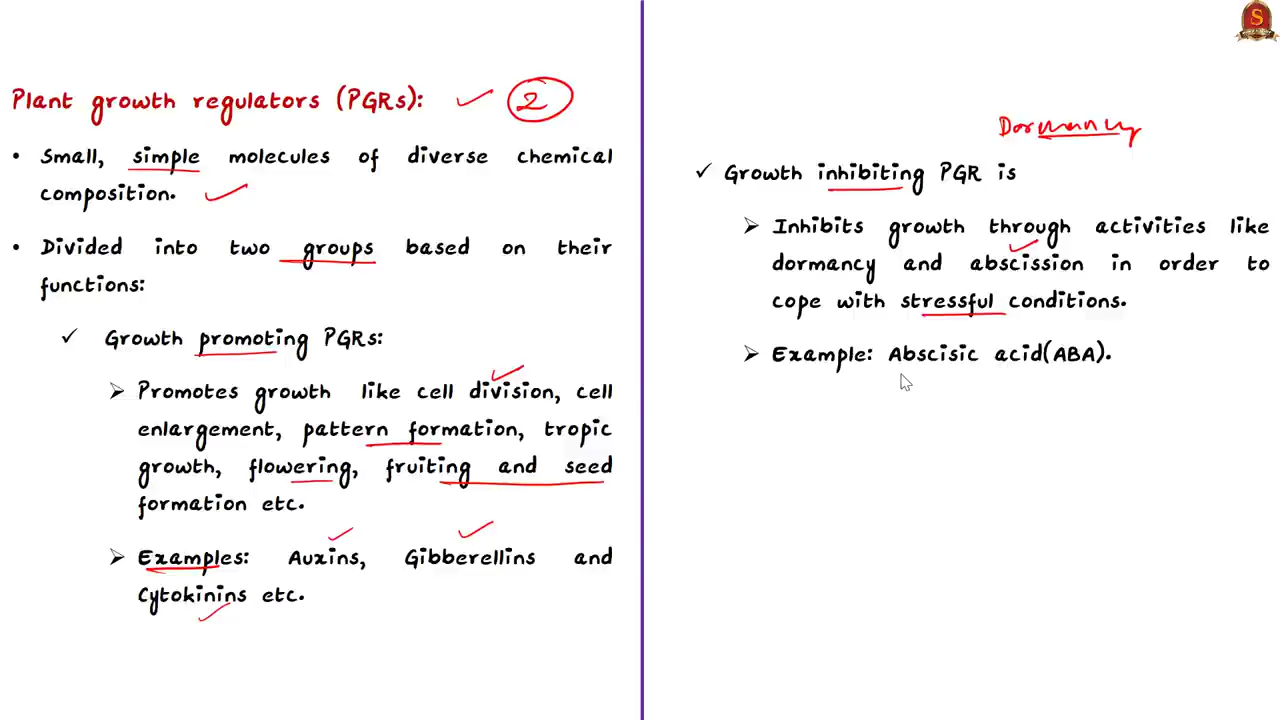 Plant growth regulators (PGRs): 2
• Small, simple molecules of diverse chemical
composition.
• Divided into two groups based on their
functions:
✓ Growth promoting PGRs:
➢ Promotes growth like cell division, cell
enlargement, pattern formation, tropic
growth, flowering, fruiting and seed
formation etc.
➢ Examples: Auxins, Gibberellins and
Cytokinins etc.
Dormancy
✓ Growth inhibiting PGR is
➢ Inhibits growth through activities like
dormancy and abscission in order to
cope with stressful conditions.
➢ Example: Abscisic acid(ABA).
S